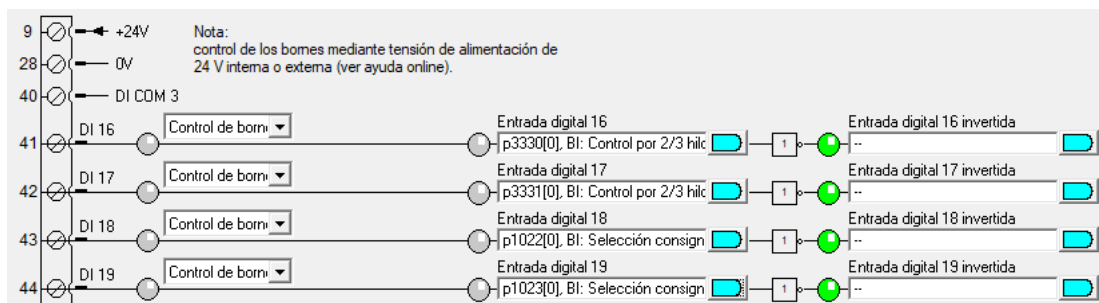 9 +24V Nota:
control de los bornes mediante tensión de alimentación de
28 0V 24 V interna o externa (ver ayuda online).
40 DI COM 3
Entrada digital 16 Entrada digital 16 invertida
41 DI 16 Control de born p3330[0], BI: Control por 2/3 hilo 1 --
Entrada digital 17 Entrada digital 17 invertida
42 DI 17 Control de born p3331[0], BI: Control por 2/3 hilo 1 --
Entrada digital 18 Entrada digital 18 invertida
43 DI 18 Control de born p1022[0], BI: Selección consign 1 --
Entrada digital 19 Entrada digital 19 invertida
44 DI 19 Control de born p1023[0], BI: Selección consign 1 --